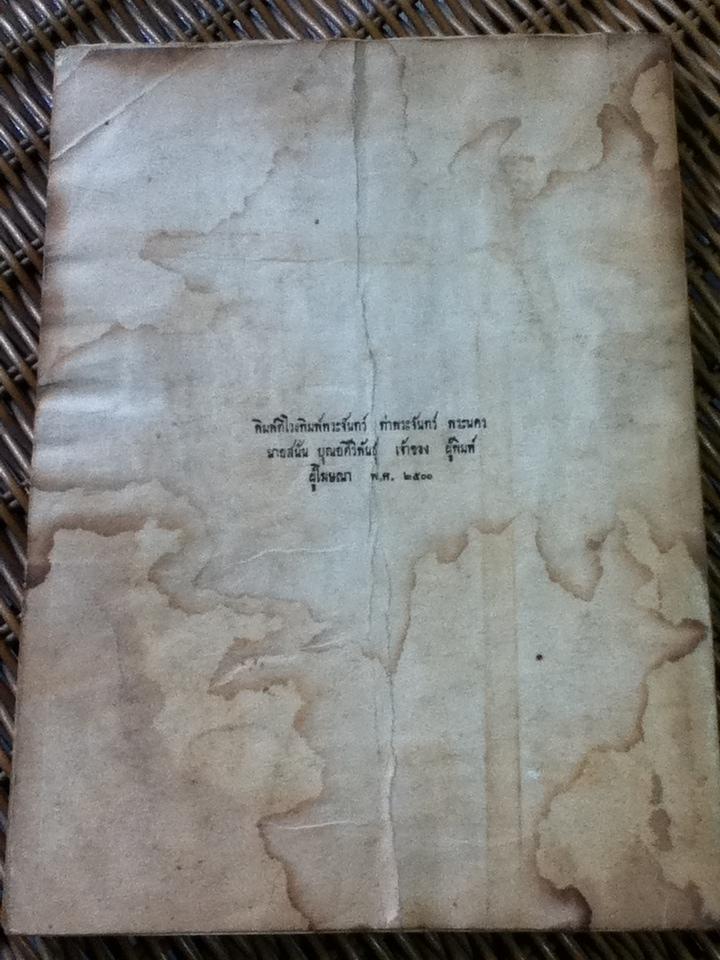 พิมพ์ที่โรงพิมพ์พระจันทร์ ท่าพระจันทร์ พระนคร
นายสนั่น บุณยศิริพันธุ์ เจ้าของ ผู้พิมพ์
ผู้โฆษณา พ.ศ. ๒๕๐๐